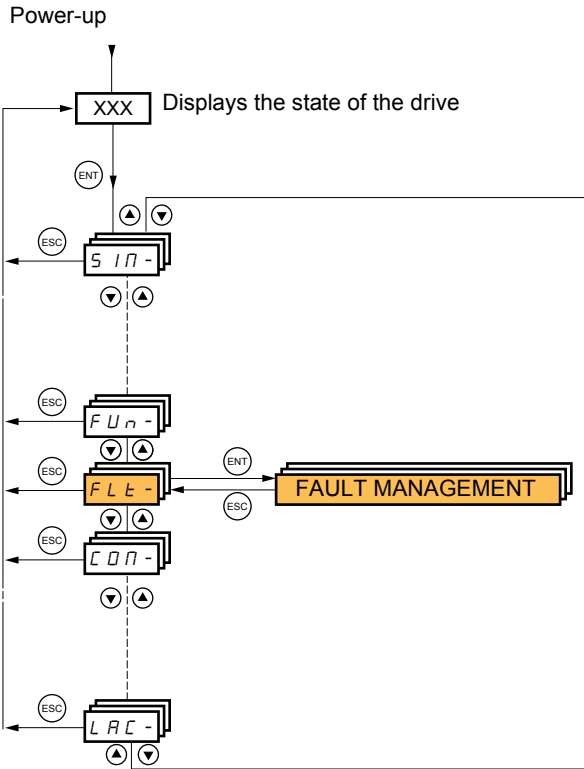 Power-up
XXX Displays the state of the drive
ENT
ESC
SIM-
ESC
FUn-
ESC
FLt-
ENT
FAULT MANAGEMENT
ESC
ESC
COM-
ESC
LAC-